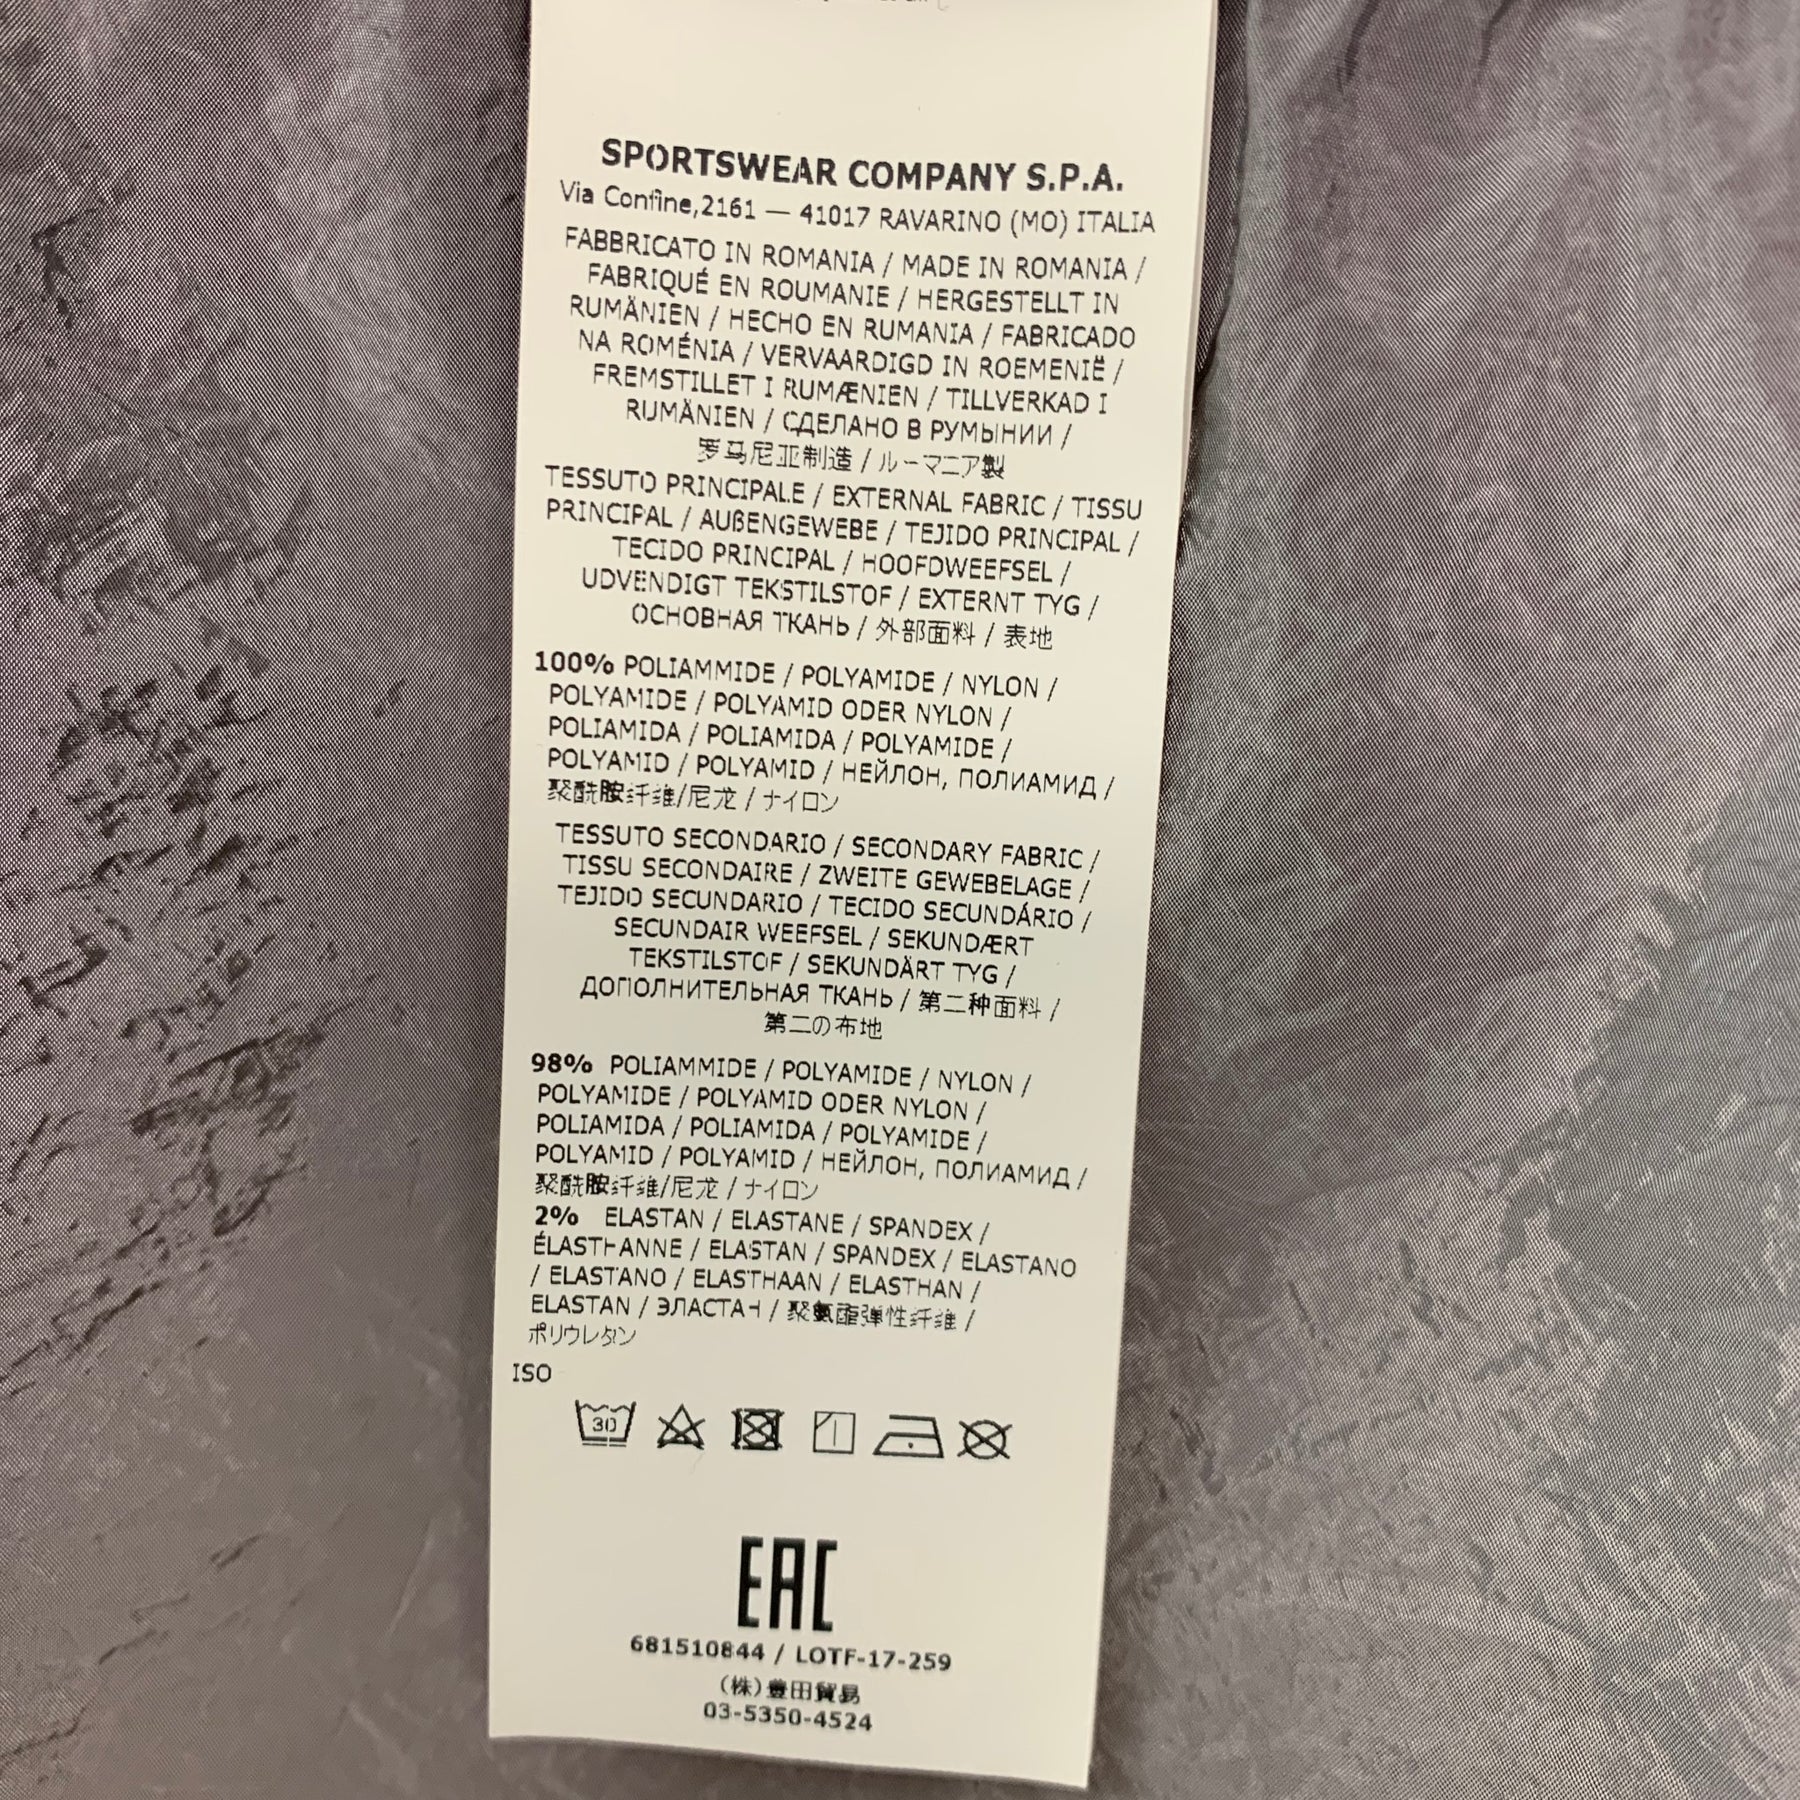 SPORTSWEAR COMPANY S.P.A.
Via Confine,2161 — 41017 RAVARINO (MO) ITALIA
FABBRICATO IN ROMANIA / MADE IN ROMANIA /
FABRIQUÉ EN ROUMANIE / HERGESTELLT IN
RUMÄNIEN / HECHO EN RUMANIA / FABRICADO
NA ROMÉNIA / VERVAARDIGD IN ROEMENIË /
FREMSTILLET I RUMÆNIEN / TILLVERKAD I
RUMÄNIEN / СДЕЛАНО В РУМЫНИИ /
罗马尼亚制造 / ルーマニア製
TESSUTO PRINCIPALE / EXTERNAL FABRIC / TISSU
PRINCIPAL / AUßENGEWEBE / TEJIDO PRINCIPAL /
TECIDO PRINCIPAL / HOOFDWEEFSEL /
UDVENDIGT TEKSTILSTOF / EXTERNT TYG /
ОСНОВНАЯ ТКАНЬ / 外部面料 / 表地
100% POLIAMMIDE / POLYAMIDE / NYLON /
POLYAMIDE / POLYAMID ODER NYLON /
POLIAMIDA / POLIAMIDA / POLYAMIDE /
POLYAMID / POLYAMID / НЕЙЛОН, ПОЛИАМИД /
聚酰胺纤维/尼龙 / ナイロン
TESSUTO SECONDARIO / SECONDARY FABRIC /
TISSU SECONDAIRE / ZWEITE GEWEBELAGE /
TEJIDO SECUNDARIO / TECIDO SECUNDÁRIO /
SECUNDAIR WEEFSEL / SEKUNDÆRT
TEKSTILSTOF / SEKUNDÄRT TYG /
ДОПОЛНИТЕЛЬНАЯ ТКАНЬ / 第二种面料 /
第二の布地
98% POLIAMMIDE / POLYAMIDE / NYLON /
POLYAMIDE / POLYAMID ODER NYLON /
POLIAMIDA / POLIAMIDA / POLYAMIDE /
POLYAMID / POLYAMID / НЕЙЛОН, ПОЛИАМИД /
聚酰胺纤维/尼龙 / ナイロン
2% ELASTAN / ELASTANE / SPANDEX /
ÉLASTHANNE / ELASTAN / SPANDEX / ELASTANO
/ ELASTANO / ELASTHAAN / ELASTHAN /
ELASTAN / ЭЛАСТАН / 聚氨酯弹性纤维 /
ポリウレタン
ISO
30
EAC
681510844 / LOTF-17-259
(株)豊田貿易
03-5350-4524